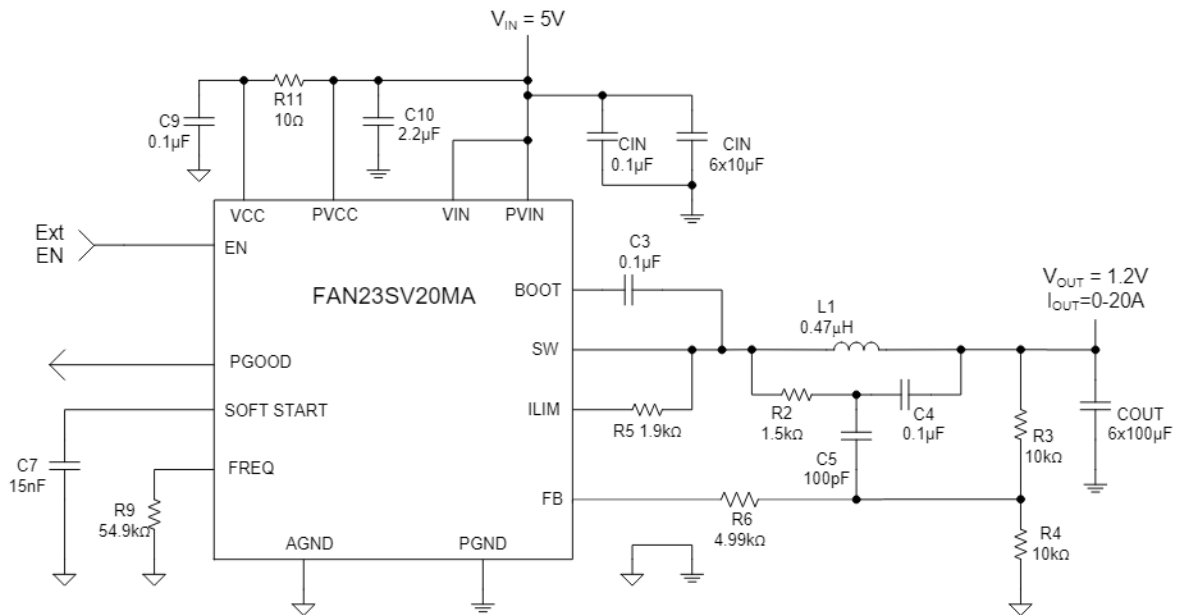 V_IN = 5V
R11
10Ω
C9
0.1µF
C10
2.2µF
CIN
0.1µF
CIN
6x10µF
VCC
PVCC
VIN
PVIN
Ext
EN
EN
FAN23SV20MA
C3
0.1µF
BOOT
V_OUT = 1.2V
I_OUT=0-20A
L1
0.47µH
SW
PGOOD
SOFT START
ILIM
R5 1.9kΩ
R2
1.5kΩ
C4
0.1µF
C5
100pF
R3
10kΩ
COUT
6x100µF
C7
15nF
FREQ
R9
54.9kΩ
FB
R6
4.99kΩ
R4
10kΩ
AGND
PGND